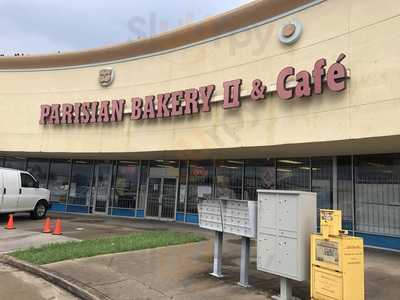 PARISIAN BAKERY II & Café